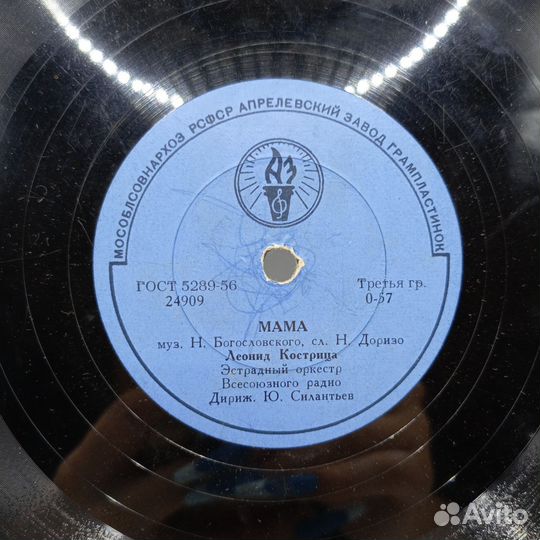 МОСОБЛСОВНАРХОЗ РСФСР АПРЕЛЕВСКИЙ ЗАВОД ГРАМПЛАСТИНОК
АЗ
ГОСТ 5289-56 Третья гр.
24909 0-57
МАМА
муз. Н. Богословского, сл. Н. Доризо
Леонид Кострица
Эстрадный оркестр
Всесоюзного радио
Дириж. Ю. Силантьев
Avito